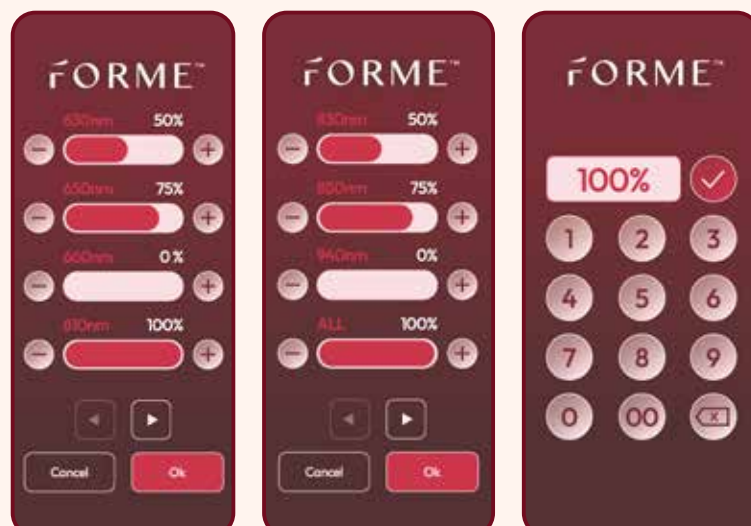 FORME™
630nm 50%
650nm 75%
660nm 0%
810nm 100%
Cancel Ok
FORME™
830nm 50%
850nm 75%
940nm 0%
ALL 100%
Cancel Ok
FORME™
100%
1 2 3
4 5 6
7 8 9
0 00 X